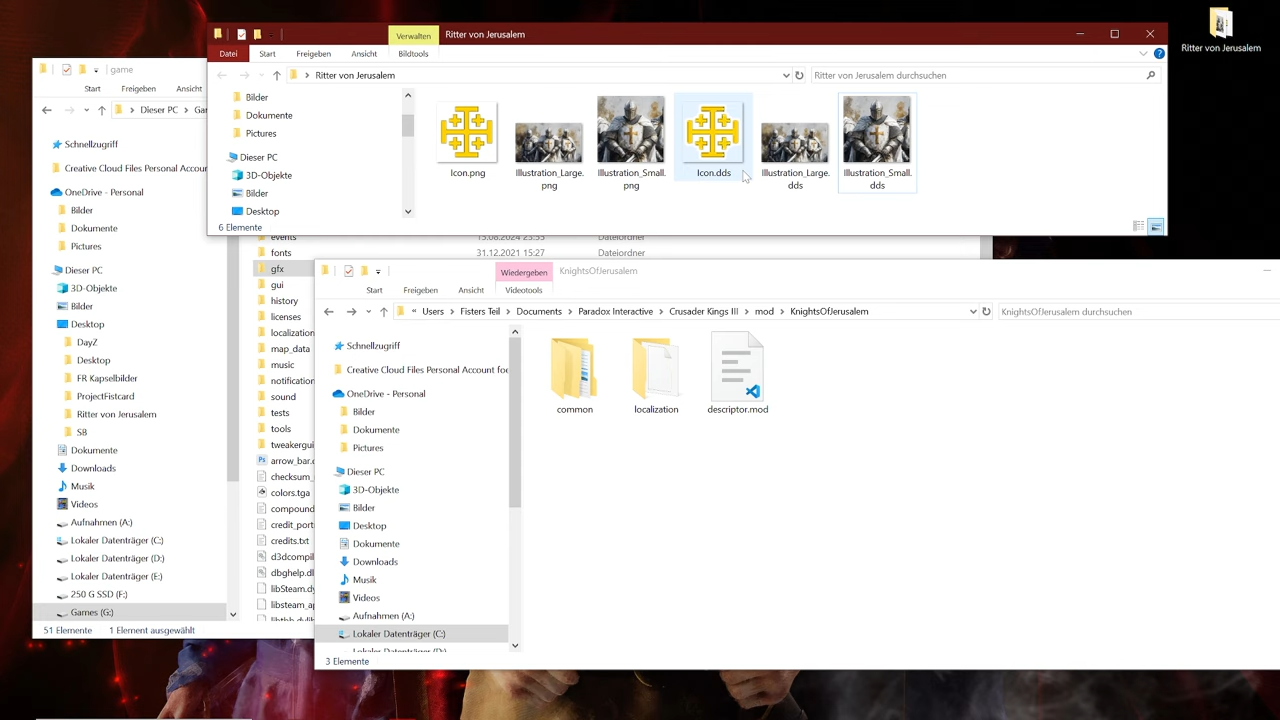 Verwalten
Ritter von Jerusalem
Datei
Start
Freigeben
Ansicht
Bildtools
Ritter von Jerusalem
Ritter von Jerusalem durchsuchen
Bilder
Dokumente
Pictures
Dieser PC
3D-Objekte
Bilder
Desktop
Icon.png
Illustration_Large.
png
Illustration_Small.
png
Icon.dds
Illustration_Large.
dds
Illustration_Small.
dds
6 Elemente
Ritter von Jerusalem
game
Start
Freigeben
Ansicht
Dieser PC
Schnellzugriff
Creative Cloud Files Personal Accour
OneDrive - Personal
Bilder
Dokumente
Pictures
Dieser PC
3D-Objekte
Bilder
Desktop
DayZ
Desktop
FR Kapselbilder
ProjectFistcard
Ritter von Jerusalem
SB
Dokumente
Downloads
Musik
Videos
Aufnahmen (A:)
Lokaler Datenträger (C:)
Lokaler Datenträger (D:)
Lokaler Datenträger (E:)
250 G SSD (F:)
Games (G:)
51 Elemente
1 Element ausgewählt
events
15.08.2024 23:55
Dateiordner
fonts
31.12.2021 15:27
Dateiordner
gfx
gui
history
licenses
localization
map_data
music
notification
sound
tests
tools
tweakergui
arrow_bar.
checksum_
colors.tga
compound
credit_port
credits.txt
d3dcompil
dbghelp.dl
libSteam.dy
libsteam_ap
Wiedergeben
KnightsOfJerusalem
Start
Freigeben
Ansicht
Videotools
« Users
Fisters Teil
Documents
Paradox Interactive
Crusader Kings III
mod
KnightsOfJerusalem
KnightsOfJerusalem durchsuchen
Schnellzugriff
Creative Cloud Files Personal Account foe
OneDrive - Personal
Bilder
Dokumente
Pictures
Dieser PC
3D-Objekte
Bilder
Desktop
Dokumente
Downloads
Musik
Videos
Aufnahmen (A:)
Lokaler Datenträger (C:)
Lokaler Datenträger (D:)
common
localization
descriptor.mod
3 Elemente